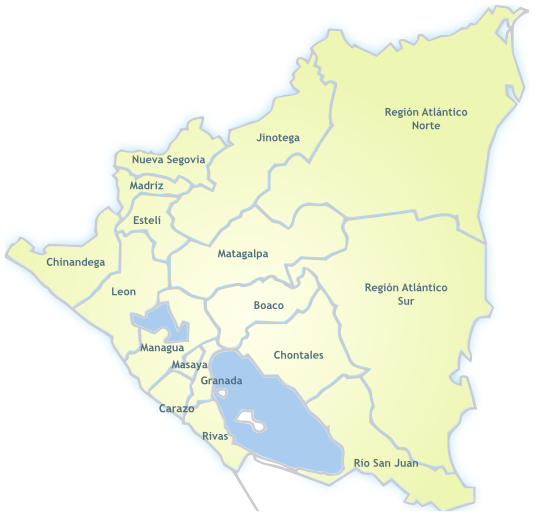 Región Atlántico
Norte
Jinotega
Nueva Segovia
Madriz
Estelí
Matagalpa
Chinandega
Leon
Región Atlántico
Sur
Boaco
Managua
Chontales
Masaya
Granada
Carazo
Rivas
Rio San Juan